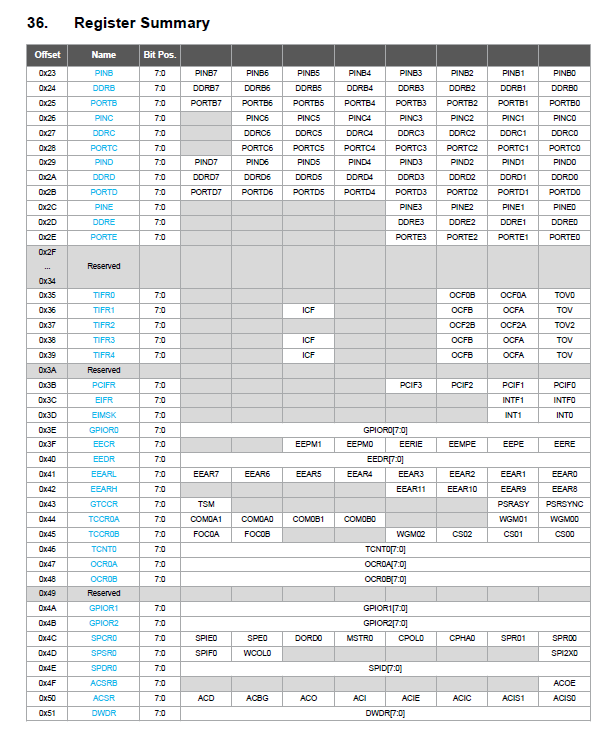 36. Register Summary
Offset Name Bit Pos.
0x23 PINB 7:0 PINB7 PINB6 PINB5 PINB4 PINB3 PINB2 PINB1 PINB0
0x24 DDRB 7:0 DDRB7 DDRB6 DDRB5 DDRB4 DDRB3 DDRB2 DDRB1 DDRB0
0x25 PORTB 7:0 PORTB7 PORTB6 PORTB5 PORTB4 PORTB3 PORTB2 PORTB1 PORTB0
0x26 PINC 7:0 PINC6 PINC5 PINC4 PINC3 PINC2 PINC1 PINC0
0x27 DDRC 7:0 DDRC6 DDRC5 DDRC4 DDRC3 DDRC2 DDRC1 DDRC0
0x28 PORTC 7:0 PORTC6 PORTC5 PORTC4 PORTC3 PORTC2 PORTC1 PORTC0
0x29 PIND 7:0 PIND7 PIND6 PIND5 PIND4 PIND3 PIND2 PIND1 PIND0
0x2A DDRD 7:0 DDRD7 DDRD6 DDRD5 DDRD4 DDRD3 DDRD2 DDRD1 DDRD0
0x2B PORTD 7:0 PORTD7 PORTD6 PORTD5 PORTD4 PORTD3 PORTD2 PORTD1 PORTD0
0x2C PINE 7:0 PINE3 PINE2 PINE1 PINE0
0x2D DDRE 7:0 DDRE3 DDRE2 DDRE1 DDRE0
0x2E PORTE 7:0 PORTE3 PORTE2 PORTE1 PORTE0
0x2F
... Reserved
0x34
0x35 TIFR0 7:0 OCF0B OCF0A TOV0
0x36 TIFR1 7:0 ICF OCFB OCFA TOV
0x37 TIFR2 7:0 OCF2B OCF2A TOV2
0x38 TIFR3 7:0 ICF OCFB OCFA TOV
0x39 TIFR4 7:0 ICF OCFB OCFA TOV
0x3A Reserved
0x3B PCIFR 7:0 PCIF3 PCIF2 PCIF1 PCIF0
0x3C EIFR 7:0 INTF1 INTF0
0x3D EIMSK 7:0 INT1 INT0
0x3E GPIOR0 7:0 GPIOR0[7:0]
0x3F EECR 7:0 EEPM1 EEPM0 EERIE EEMPE EEPE EERE
0x40 EEDR 7:0 EEDR[7:0]
0x41 EEARL 7:0 EEAR7 EEAR6 EEAR5 EEAR4 EEAR3 EEAR2 EEAR1 EEAR0
0x42 EEARH 7:0 EEAR11 EEAR10 EEAR9 EEAR8
0x43 GTCCR 7:0 TSM PSRASY PSRSYNC
0x44 TCCR0A 7:0 COM0A1 COM0A0 COM0B1 COM0B0 WGM01 WGM00
0x45 TCCR0B 7:0 FOC0A FOC0B WGM02 CS02 CS01 CS00
0x46 TCNT0 7:0 TCNT0[7:0]
0x47 OCR0A 7:0 OCR0A[7:0]
0x48 OCR0B 7:0 OCR0B[7:0]
0x49 Reserved
0x4A GPIOR1 7:0 GPIOR1[7:0]
0x4B GPIOR2 7:0 GPIOR2[7:0]
0x4C SPCR0 7:0 SPIE0 SPE0 DORD0 MSTR0 CPOL0 CPHA0 SPR01 SPR00
0x4D SPSR0 7:0 SPIF0 WCOL0 SPI2X0
0x4E SPDR0 7:0 SPID[7:0]
0x4F ACSRB 7:0 ACOE
0x50 ACSR 7:0 ACD ACBG ACO ACI ACIE ACIC ACIS1 ACIS0
0x51 DWDR 7:0 DWDR[7:0]